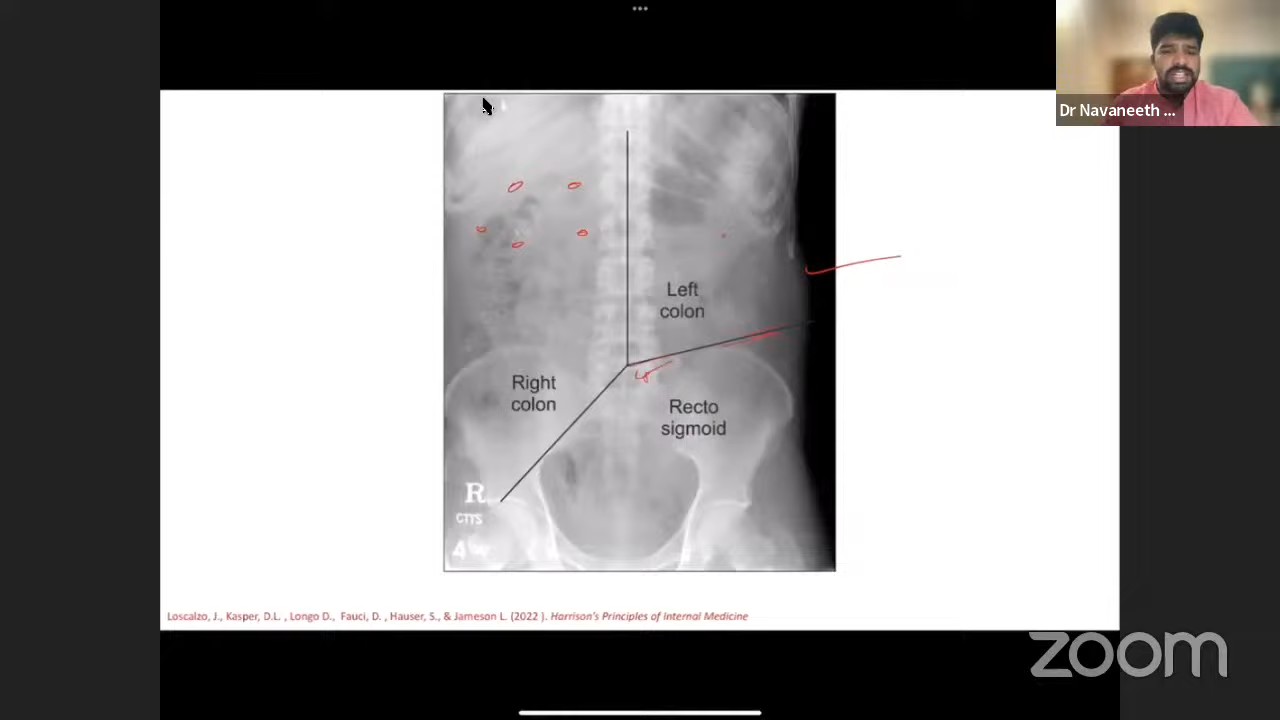 Dr Navaneeth ...
Left
colon
Right
colon
Recto
sigmoid
R
Loscalzo, J., Kasper, D.L. , Longo D., Fauci, D. , Hauser, S., & Jameson L. (2022 ). Harrison's Principles of Internal Medicine
zoom